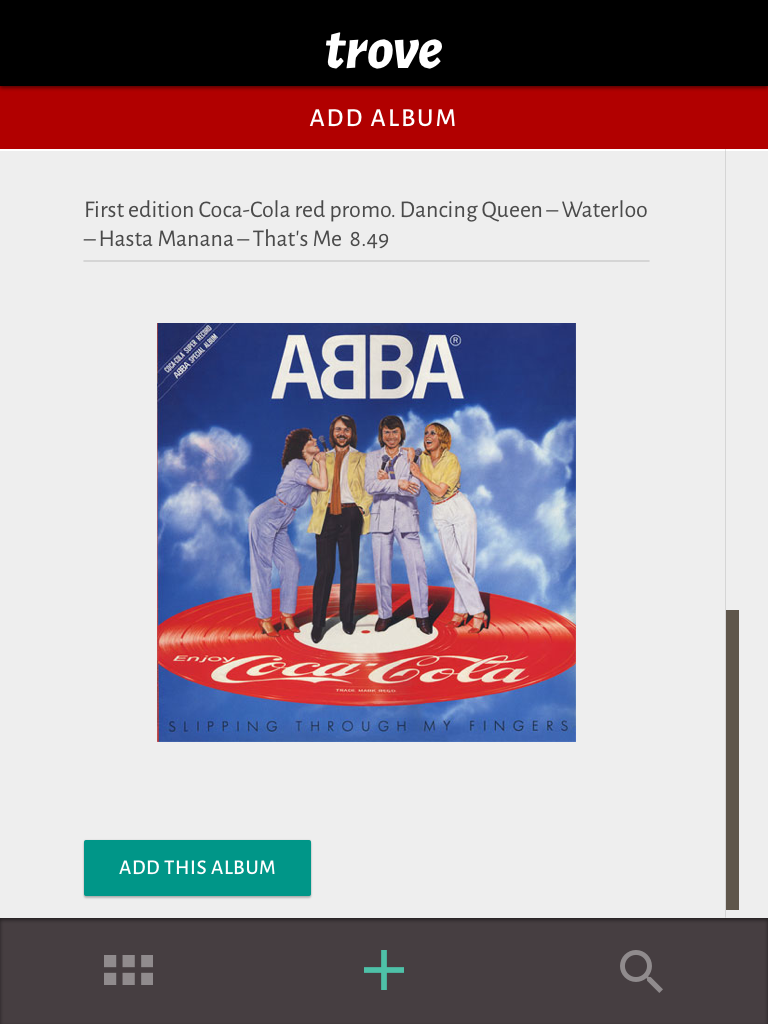 trove
ADD ALBUM
First edition Coca-Cola red promo. Dancing Queen – Waterloo
– Hasta Manana – That's Me  8.49
COCA-COLA SUPER RECORD
ABBA SPECIAL ALBUM
ABBA®
Enjoy
Coca-Cola
TRADE MARK REGD
SLIPPING THROUGH MY FINGERS
ADD THIS ALBUM